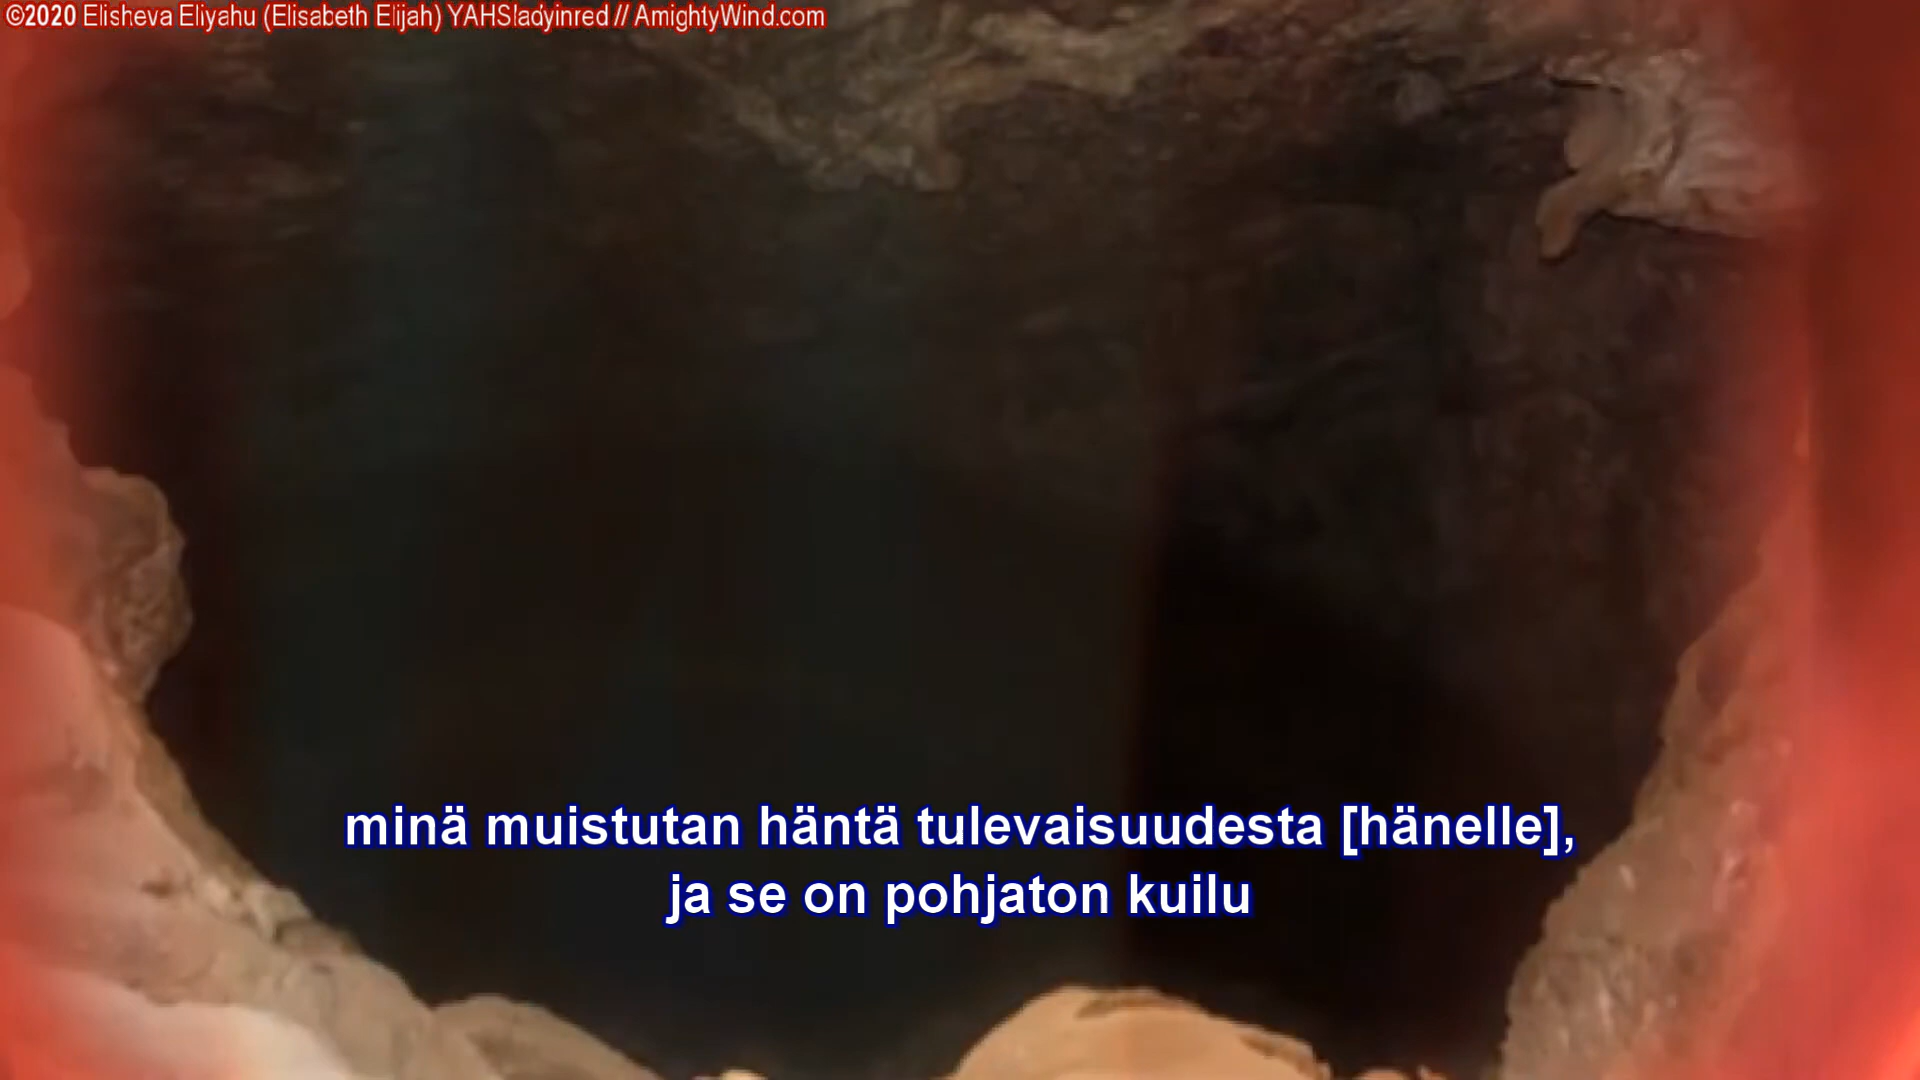 ©2020 Elisheva Eliyahu (Elisabeth Elijah) YAHSladyinred // AmightyWind.com
minä muistutan häntä tulevaisuudesta [hänelle],
ja se on pohjaton kuilu